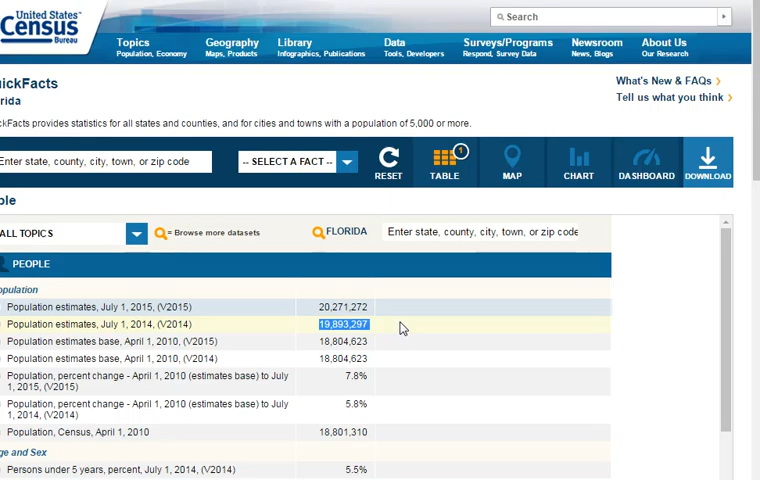 United States™
Census
Bureau
Search
Topics
Population, Economy
Geography
Maps, Products
Library
Infographics, Publications
Data
Tools, Developers
Surveys/Programs
Respond, Survey Data
Newsroom
News, Blogs
About Us
Our Research
uickFacts
rida
What's New & FAQs
Tell us what you think
ckFacts provides statistics for all states and counties, and for cities and towns with a population of 5,000 or more.
Enter state, county, city, town, or zip code
-- SELECT A FACT --
RESET
1
TABLE
MAP
CHART
DASHBOARD
DOWNLOAD
ble
ALL TOPICS
= Browse more datasets
FLORIDA
Enter state, county, city, town, or zip code
PEOPLE
opulation
Population estimates, July 1, 2015, (V2015) 20,271,272
Population estimates, July 1, 2014, (V2014) 19,893,297
Population estimates base, April 1, 2010, (V2015) 18,804,623
Population estimates base, April 1, 2010, (V2014) 18,804,623
Population, percent change - April 1, 2010 (estimates base) to July 7.8%
1, 2015, (V2015)
Population, percent change - April 1, 2010 (estimates base) to July 5.8%
1, 2014, (V2014)
Population, Census, April 1, 2010 18,801,310
ge and Sex
Persons under 5 years, percent, July 1, 2014, (V2014) 5.5%